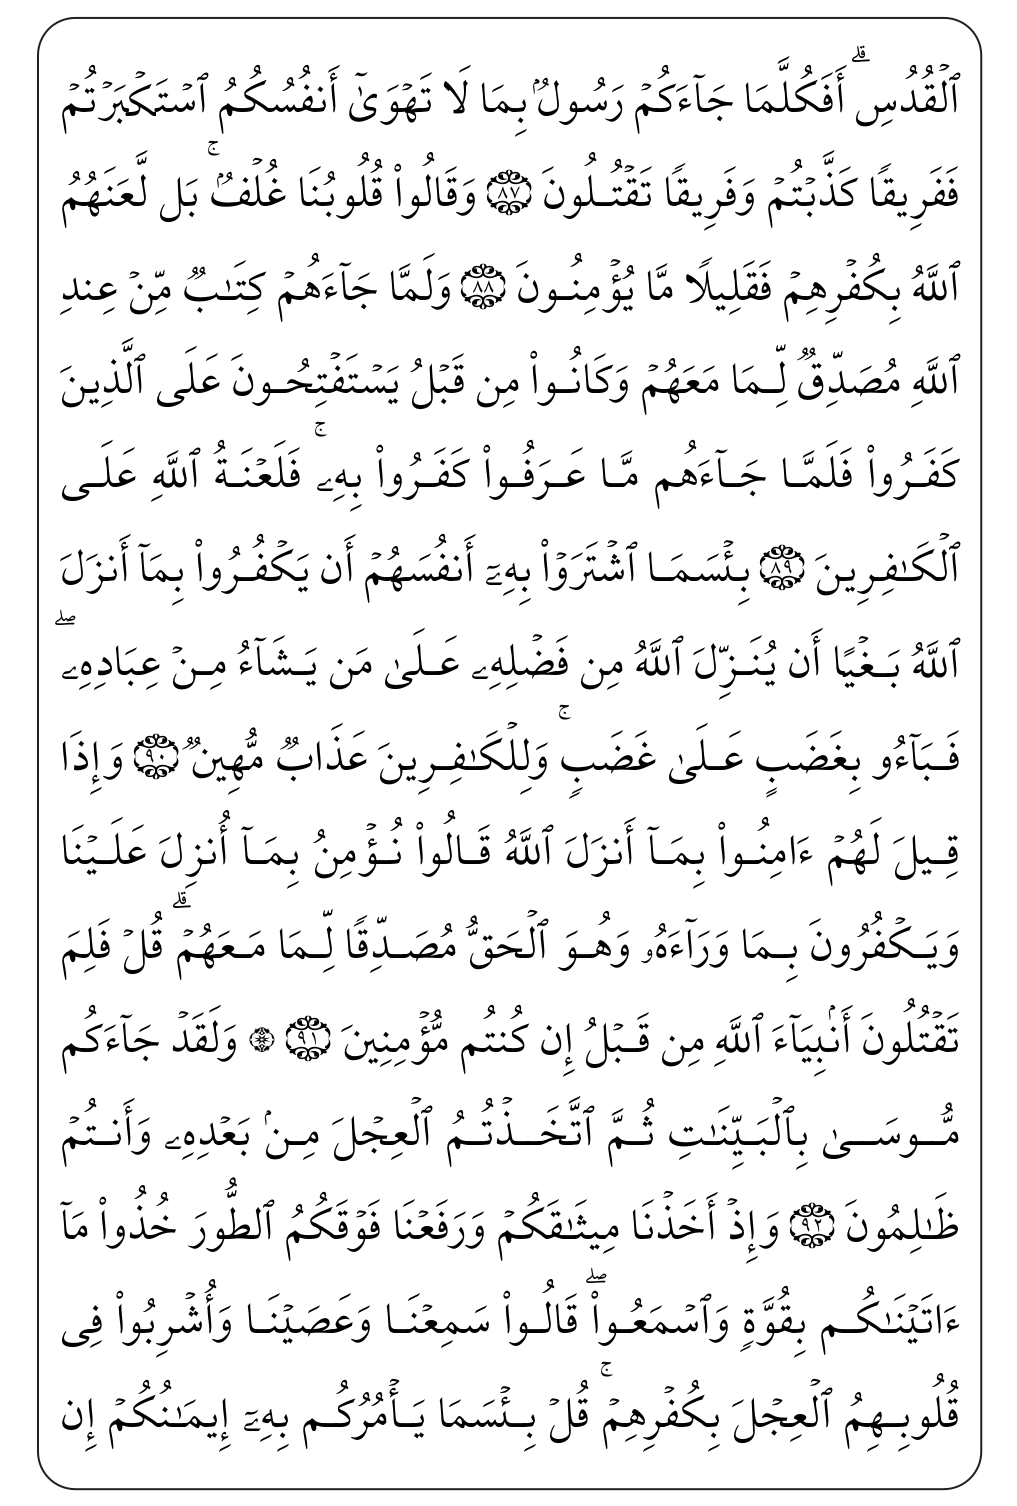 ٱلۡقُدُسِۗ أَفَكُلَّمَا جَآءَكُمۡ رَسُولُۢ بِمَا لَا تَهۡوَىٰٓ أَنفُسُكُمُ ٱسۡتَكۡبَرۡتُمۡ
فَفَرِيقٗا كَذَّبۡتُمۡ وَفَرِيقٗا تَقۡتُلُونَ ٨٧ وَقَالُواْ قُلُوبُنَا غُلۡفُۢۚ بَل لَّعَنَهُمُ
ٱللَّهُ بِكُفۡرِهِمۡ فَقَلِيلٗا مَّا يُؤۡمِنُونَ ٨٨ وَلَمَّا جَآءَهُمۡ كِتَٰبٞ مِّنۡ عِندِ
ٱللَّهِ مُصَدِّقٞ لِّمَا مَعَهُمۡ وَكَانُواْ مِن قَبۡلُ يَسۡتَفۡتِحُونَ عَلَى ٱلَّذِينَ
كَفَرُواْ فَلَمَّا جَآءَهُم مَّا عَرَفُواْ كَفَرُواْ بِهِۦۚ فَلَعۡنَةُ ٱللَّهِ عَلَى
ٱلۡكَٰفِرِينَ ٨٩ بِئۡسَمَا ٱشۡتَرَوۡاْ بِهِۦٓ أَنفُسَهُمۡ أَن يَكۡفُرُواْ بِمَآ أَنزَلَ
ٱللَّهُ بَغۡيًا أَن يُنَزِّلَ ٱللَّهُ مِن فَضۡلِهِۦ عَلَىٰ مَن يَشَآءُ مِنۡ عِبَادِهِۦۖ
فَبَآءُو بِغَضَبٍ عَلَىٰ غَضَبٖۚ وَلِلۡكَٰفِرِينَ عَذَابٞ مُّهِينٞ ٩٠ وَإِذَا
قِيلَ لَهُمۡ ءَامِنُواْ بِمَآ أَنزَلَ ٱللَّهُ قَالُواْ نُؤۡمِنُ بِمَآ أُنزِلَ عَلَيۡنَا
وَيَكۡفُرُونَ بِمَا وَرَآءَهُۥ وَهُوَ ٱلۡحَقُّ مُصَدِّقٗا لِّمَا مَعَهُمۡۗ قُلۡ فَلِمَ
تَقۡتُلُونَ أَنۢبِيَآءَ ٱللَّهِ مِن قَبۡلُ إِن كُنتُم مُّؤۡمِنِينَ ٩١ ۞ وَلَقَدۡ جَآءَكُم
مُّوسَىٰ بِٱلۡبَيِّنَٰتِ ثُمَّ ٱتَّخَذۡتُمُ ٱلۡعِجۡلَ مِنۢ بَعۡدِهِۦ وَأَنتُمۡ
ظَٰلِمُونَ ٩٢ وَإِذۡ أَخَذۡنَا مِيثَٰقَكُمۡ وَرَفَعۡنَا فَوۡقَكُمُ ٱلطُّورَ خُذُواْ مَآ
ءَاتَيۡنَٰكُم بِقُوَّةٖ وَٱسۡمَعُواْۖ قَالُواْ سَمِعۡنَا وَعَصَيۡنَا وَأُشۡرِبُواْ فِي
قُلُوبِهِمُ ٱلۡعِجۡلَ بِكُفۡرِهِمۡۚ قُلۡ بِئۡسَمَا يَأۡمُرُكُم بِهِۦٓ إِيمَٰنُكُمۡ إِن